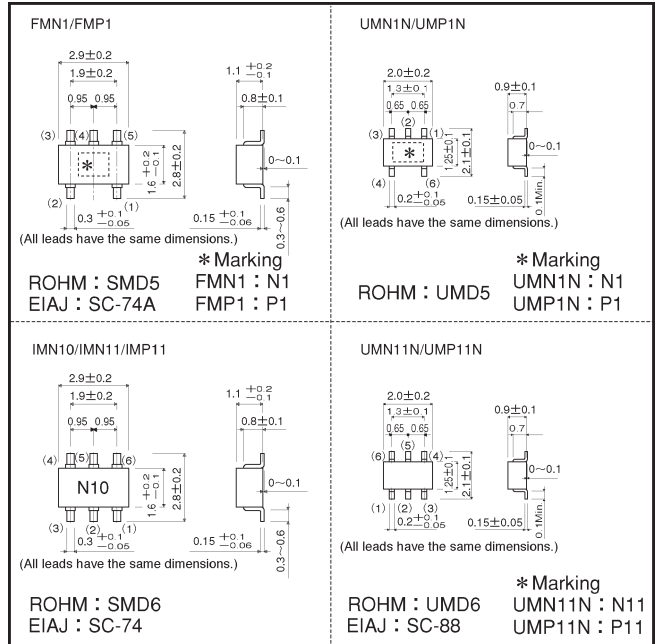 FMN1/FMP1
2.9±0.2
1.9±0.2
0.95 0.95
(3) (4) (5)
*
(2) (1)
1.6 +0.2 −0.1
2.8±0.2
0.3 +0.1 −0.05
1.1 +0.2 −0.1
0.8±0.1
0~0.1
0.15 +0.1 −0.06
0.3~0.6
(All leads have the same dimensions.)
ROHM : SMD5
EIAJ : SC-74A
*Marking
FMN1 : N1
FMP1 : P1
UMN1N/UMP1N
2.0±0.2
1.3±0.1
0.65 0.65
(2)
(3) (1)
*
(4) (6)
1.25±0.1
2.1±0.1
0.2 +0.1 −0.05
0.9±0.1
0.7
0~0.1
0.15±0.05
0.1Min.
(All leads have the same dimensions.)
ROHM : UMD5
*Marking
UMN1N : N1
UMP1N : P1
IMN10/IMN11/IMP11
2.9±0.2
1.9±0.2
0.95 0.95
(4) (5) (6)
N10
(3) (2) (1)
1.6 +0.2 −0.1
2.8±0.2
0.3 +0.1 −0.05
1.1 +0.2 −0.1
0.8±0.1
0~0.1
0.15 +0.1 −0.06
0.3~0.6
(All leads have the same dimensions.)
ROHM : SMD6
EIAJ : SC-74
UMN11N/UMP11N
2.0±0.2
1.3±0.1
0.65 0.65
(5)
(6) (4)
(1) (2) (3)
1.25±0.1
2.1±0.1
0.2 +0.1 −0.05
0.9±0.1
0.7
0~0.1
0.15±0.05
0.1Min.
(All leads have the same dimensions.)
ROHM : UMD6
EIAJ : SC-88
*Marking
UMN11N : N11
UMP11N : P11